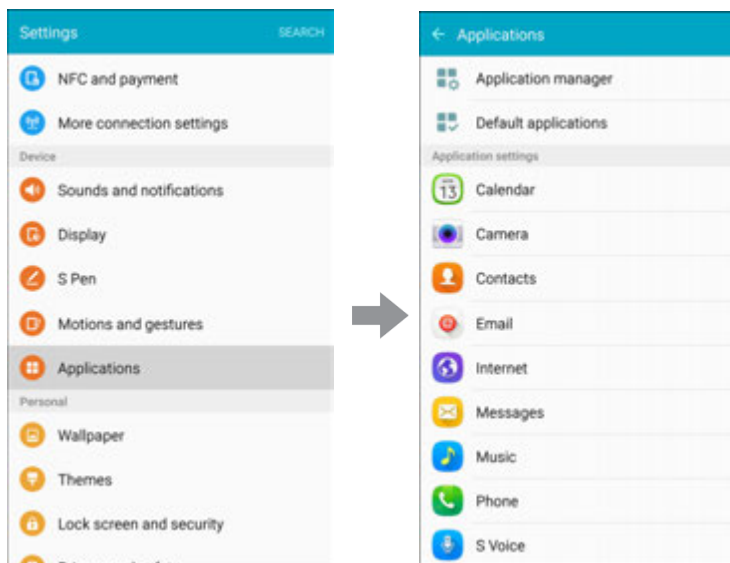 Settings
SEARCH
NFC and payment
More connection settings
Device
Sounds and notifications
Display
S Pen
Motions and gestures
Applications
Personal
Wallpaper
Themes
Lock screen and security
Applications
Application manager
Default applications
Application settings
13
Calendar
Camera
Contacts
Email
Internet
Messages
Music
Phone
S Voice